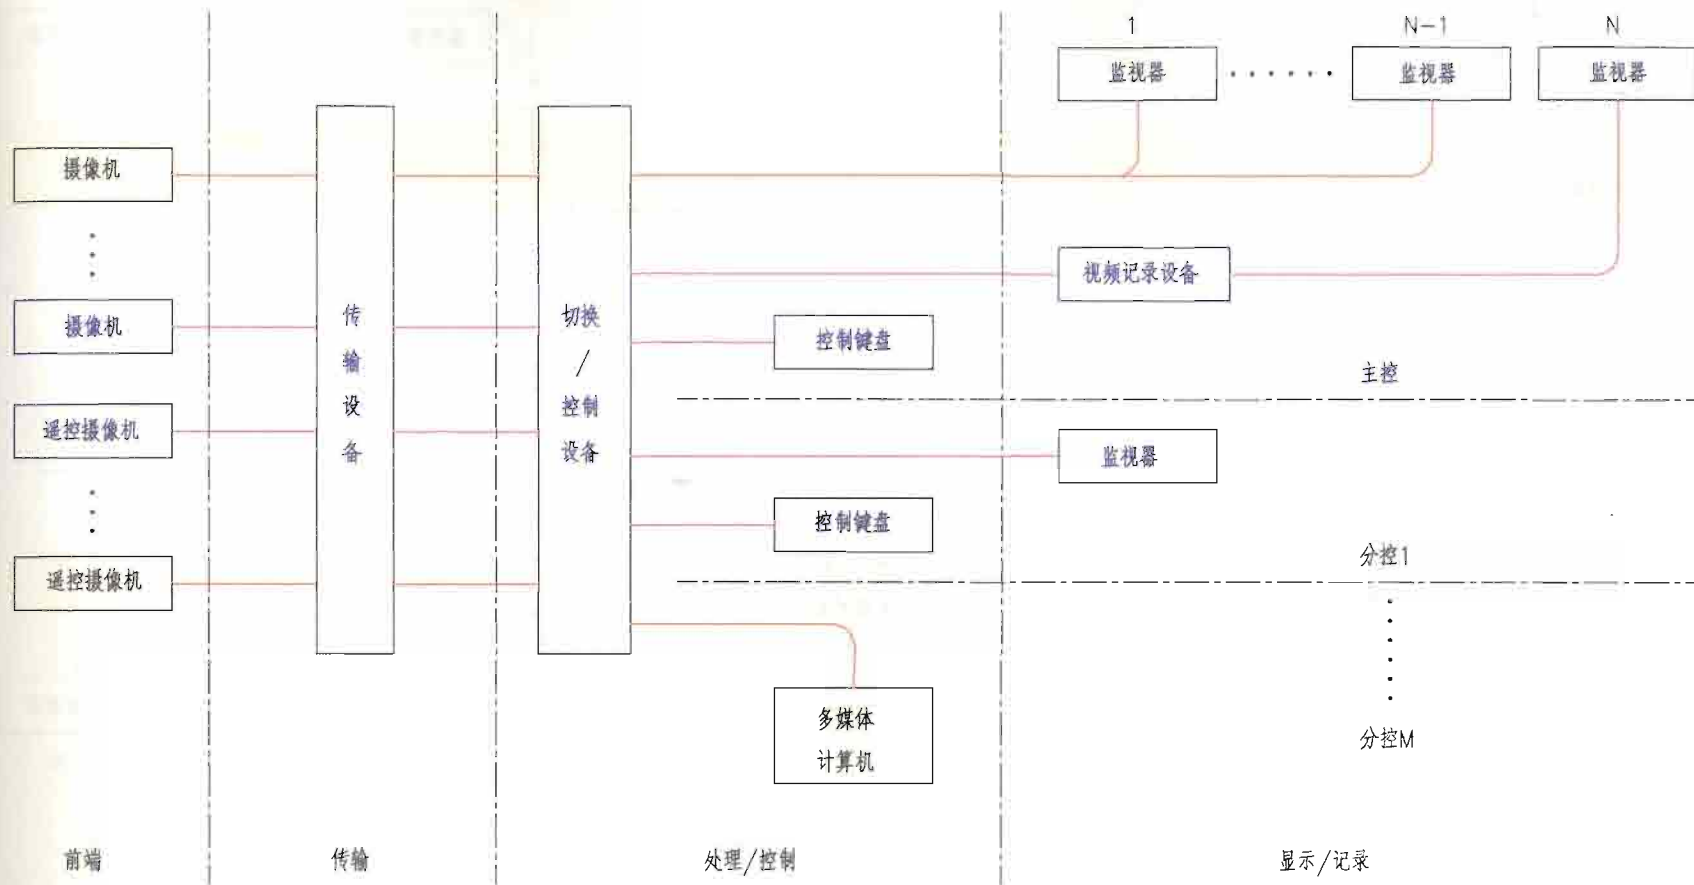 1
N-1
N
监视器
监视器
监视器
摄像机
视频记录设备
摄像机
传
输
设
备
切换
/
控制
设备
控制键盘
主控
遥控摄像机
监视器
控制键盘
分控1
遥控摄像机
多媒体
计算机
分控M
前端
传输
处理/控制
显示/记录